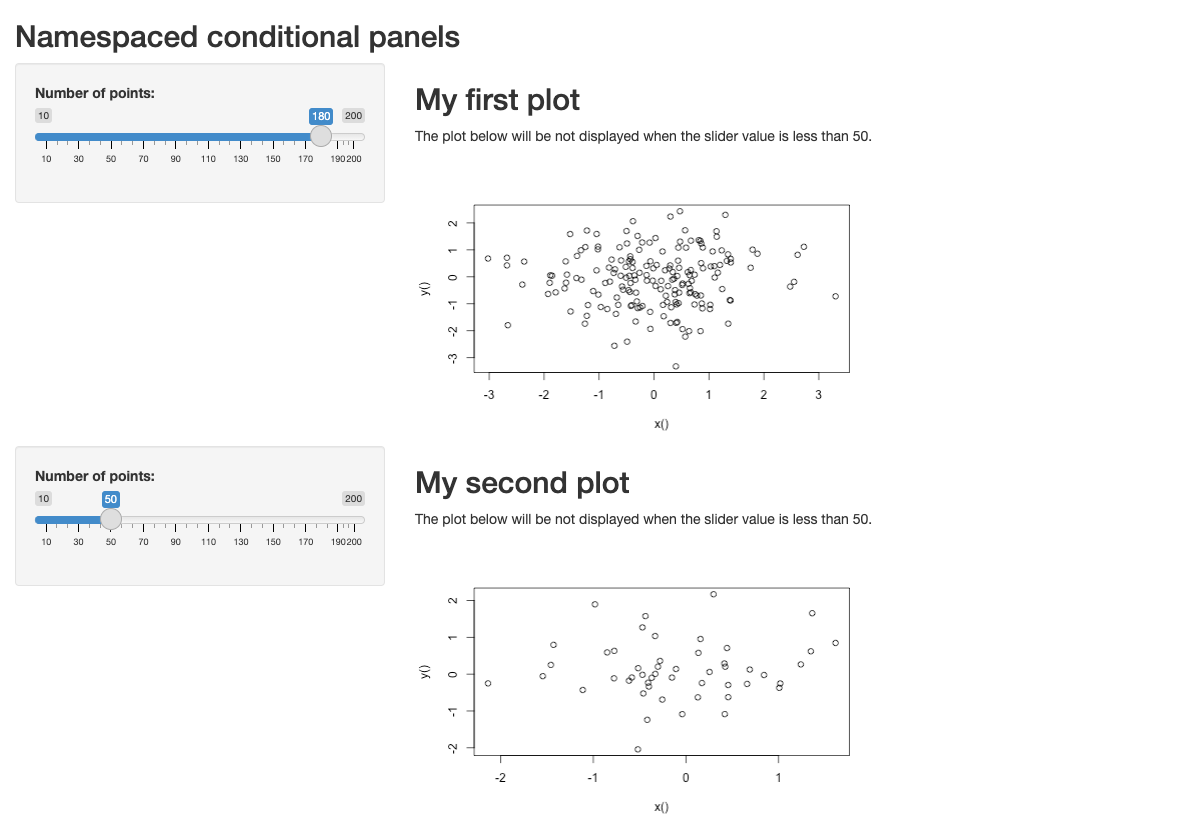 Namespaced conditional panels
Number of points:
10 180 200
10 30 50 70 90 110 130 150 170 190 200
My first plot
The plot below will be not displayed when the slider value is less than 50.
2
1
0
-1
-2
-3
y()
-3 -2 -1 0 1 2 3
x()
Number of points:
10 50 200
10 30 50 70 90 110 130 150 170 190 200
My second plot
The plot below will be not displayed when the slider value is less than 50.
2
1
0
-1
-2
y()
-2 -1 0 1
x()